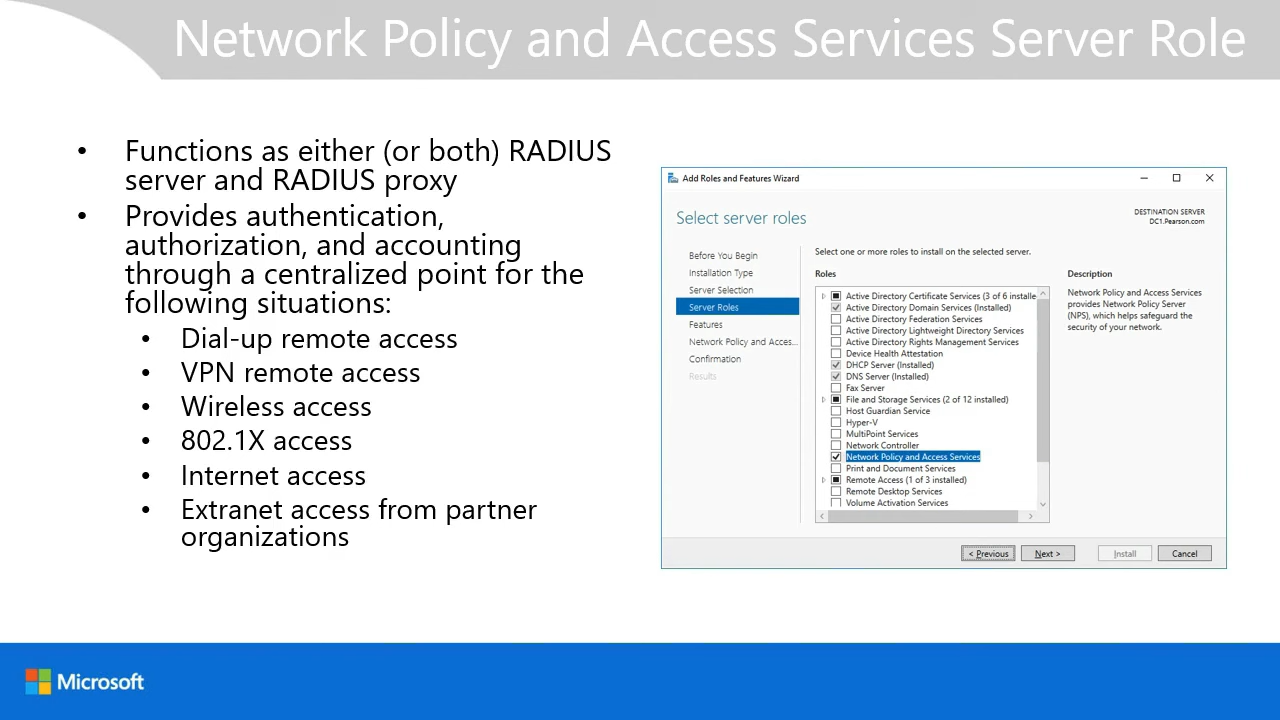 Network Policy and Access Services Server Role
• Functions as either (or both) RADIUS
server and RADIUS proxy
• Provides authentication,
authorization, and accounting
through a centralized point for the
following situations:
• Dial-up remote access
• VPN remote access
• Wireless access
• 802.1X access
• Internet access
• Extranet access from partner
organizations
Add Roles and Features Wizard
Select server roles
DESTINATION SERVER
DC1.Pearson.com
Before You Begin
Installation Type
Server Selection
Server Roles
Features
Network Policy and Acces...
Confirmation
Results
Select one or more roles to install on the selected server.
Roles
Active Directory Certificate Services (3 of 6 installe
Active Directory Domain Services (Installed)
Active Directory Federation Services
Active Directory Lightweight Directory Services
Active Directory Rights Management Services
Device Health Attestation
DHCP Server (Installed)
DNS Server (Installed)
Fax Server
File and Storage Services (2 of 12 installed)
Host Guardian Service
Hyper-V
MultiPoint Services
Network Controller
Network Policy and Access Services
Print and Document Services
Remote Access (1 of 3 installed)
Remote Desktop Services
Volume Activation Services
Description
Network Policy and Access Services
provides Network Policy Server
(NPS), which helps safeguard the
security of your network.
< Previous
Next >
Install
Cancel
Microsoft